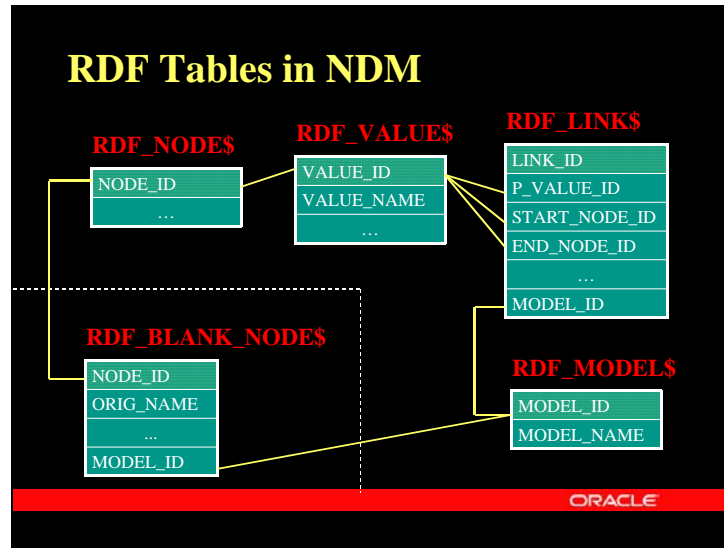 RDF Tables in NDM
RDF_NODE$
NODE_ID
…
RDF_VALUE$
VALUE_ID
VALUE_NAME
…
RDF_LINK$
LINK_ID
P_VALUE_ID
START_NODE_ID
END_NODE_ID
…
MODEL_ID
RDF_BLANK_NODE$
NODE_ID
ORIG_NAME
...
MODEL_ID
RDF_MODEL$
MODEL_ID
MODEL_NAME
ORACLE